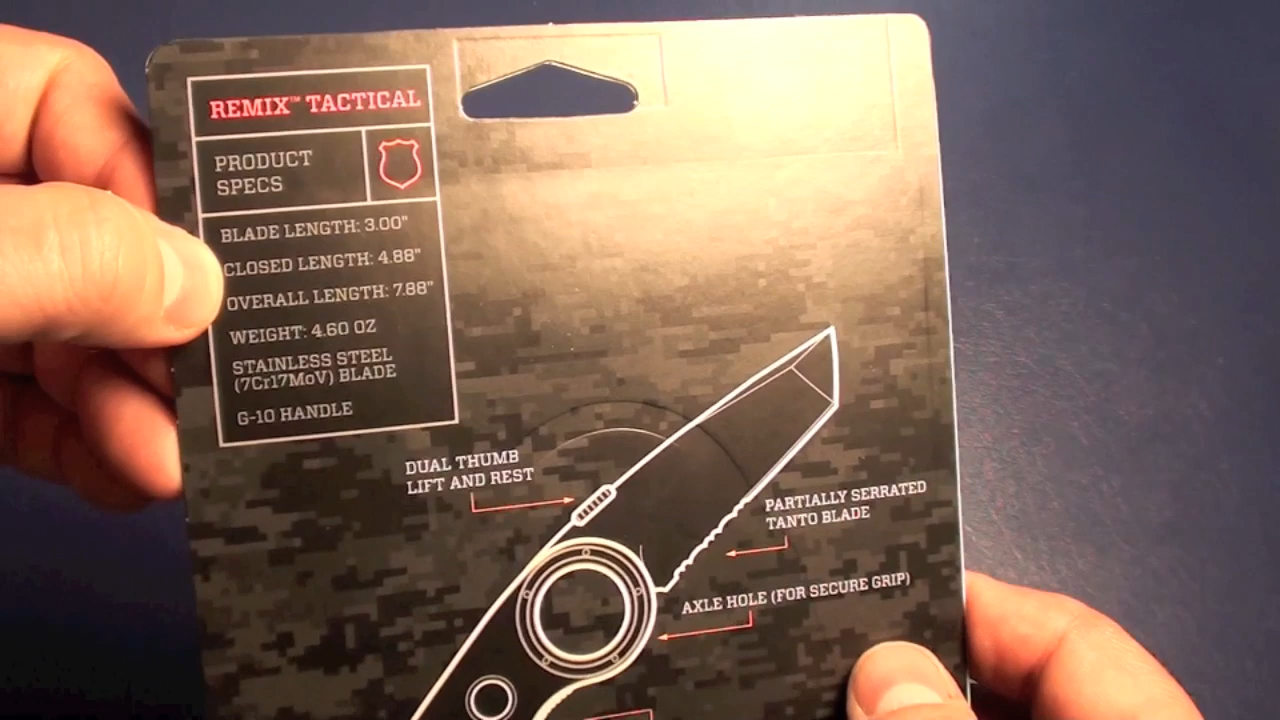 REMIX™ TACTICAL
PRODUCT
SPECS
BLADE LENGTH: 3.00"
CLOSED LENGTH: 4.88"
OVERALL LENGTH: 7.88"
WEIGHT: 4.60 OZ
STAINLESS STEEL
(7Cr17MoV) BLADE
G-10 HANDLE
DUAL THUMB
LIFT AND REST
PARTIALLY SERRATED
TANTO BLADE
AXLE HOLE (FOR SECURE GRIP)